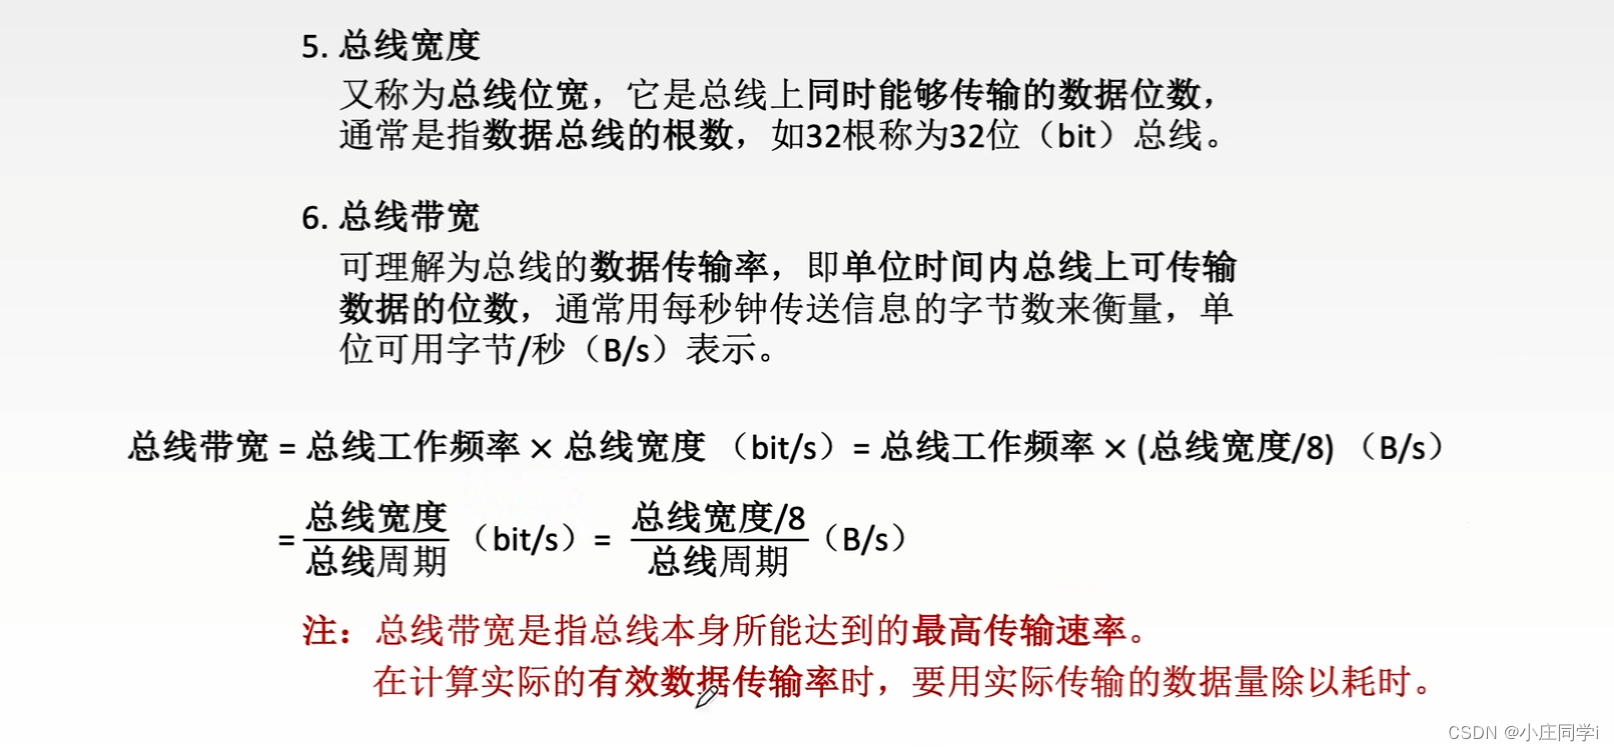 5. 总线宽度
又称为总线位宽，它是总线上同时能够传输的数据位数，
通常是指数据总线的根数，如32根称为32位（bit）总线。
6. 总线带宽
可理解为总线的数据传输率，即单位时间内总线上可传输
数据的位数，通常用每秒钟传送信息的字节数来衡量，单
位可用字节/秒（B/s）表示。
总线带宽 = 总线工作频率 × 总线宽度 （bit/s）= 总线工作频率 × (总线宽度/8) （B/s）
= 总线宽度 / 总线周期 （bit/s）= 总线宽度/8 / 总线周期 （B/s）
注：总线带宽是指总线本身所能达到的最高传输速率。
在计算实际的有效数据传输率时，要用实际传输的数据量除以耗时。
CSDN @小庄同学i